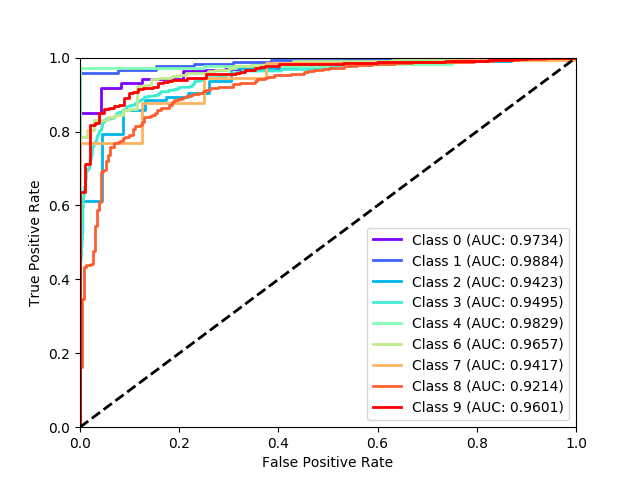 1.0
0.8
0.6
0.4
0.2
0.0
True Positive Rate
Class 0 (AUC: 0.9734)
Class 1 (AUC: 0.9884)
Class 2 (AUC: 0.9423)
Class 3 (AUC: 0.9495)
Class 4 (AUC: 0.9829)
Class 6 (AUC: 0.9657)
Class 7 (AUC: 0.9417)
Class 8 (AUC: 0.9214)
Class 9 (AUC: 0.9601)
0.0 0.2 0.4 0.6 0.8 1.0
False Positive Rate